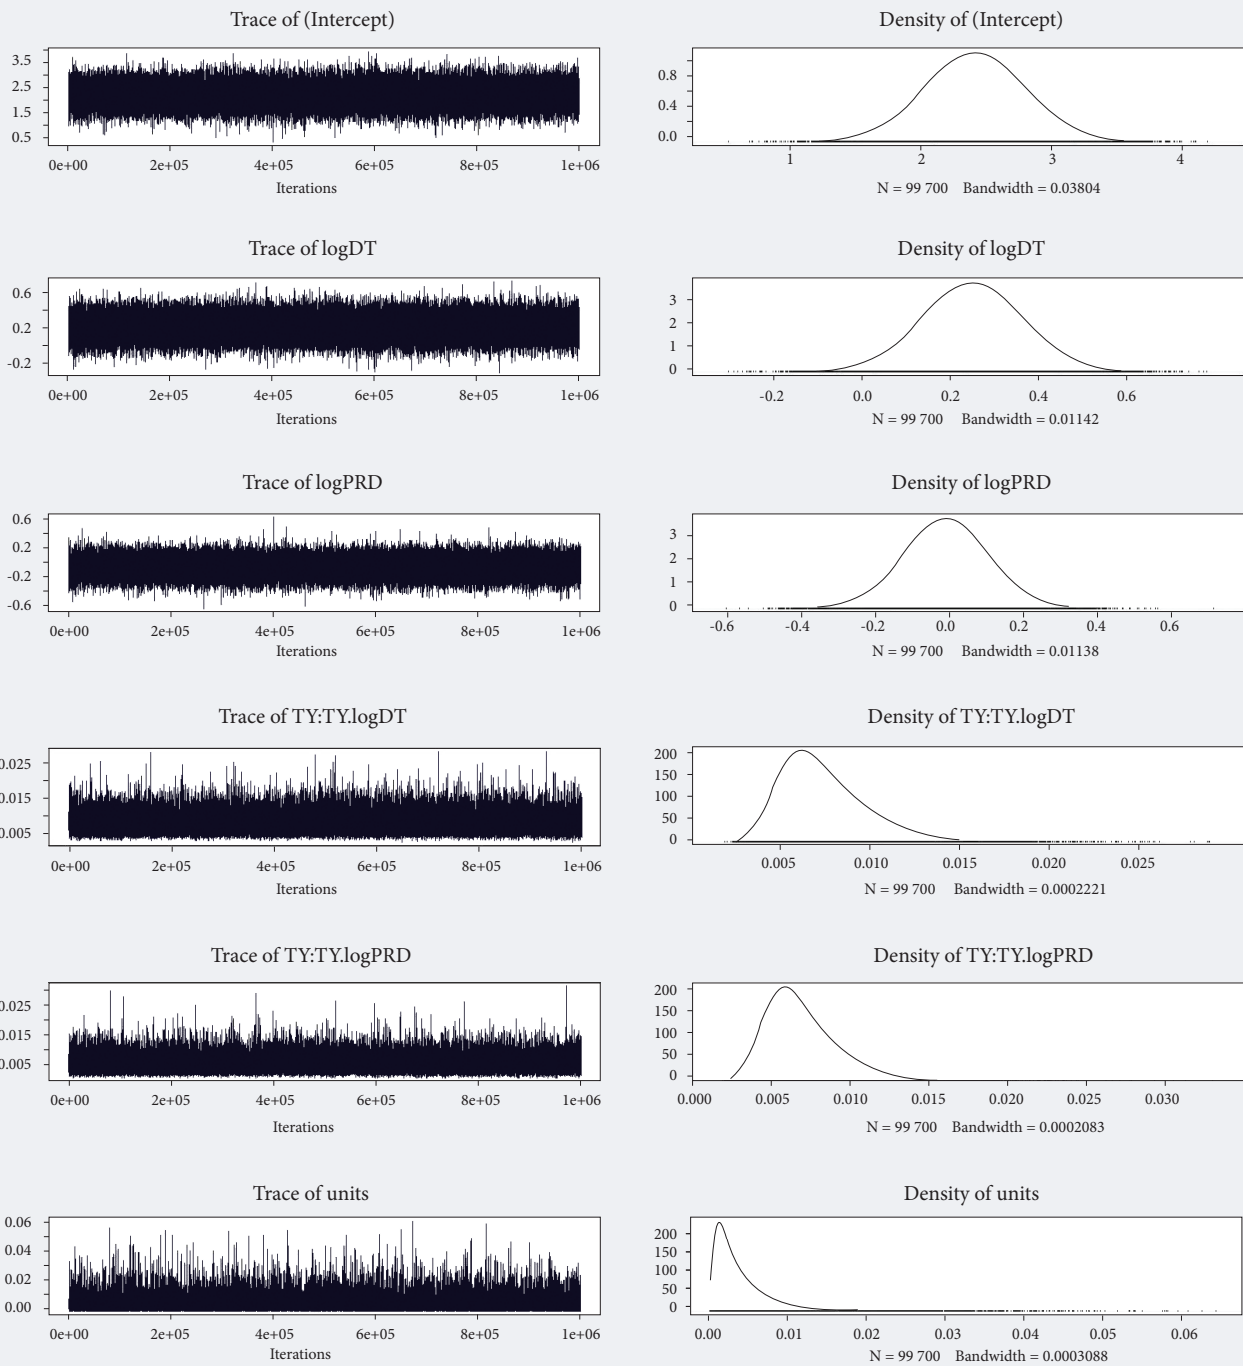 Trace of (Intercept)
3.5
2.5
1.5
0.5
0e+00 2e+05 4e+05 6e+05 8e+05 1e+06
Iterations
Density of (Intercept)
0.8
0.4
0.0
1 2 3 4
N = 99 700 Bandwidth = 0.03804
Trace of logDT
0.6
0.2
-0.2
0e+00 2e+05 4e+05 6e+05 8e+05 1e+06
Iterations
Density of logDT
3
2
1
0
-0.2 0.0 0.2 0.4 0.6
N = 99 700 Bandwidth = 0.01142
Trace of logPRD
0.6
0.2
-0.2
-0.6
0e+00 2e+05 4e+05 6e+05 8e+05 1e+06
Iterations
Density of logPRD
3
2
1
0
-0.6 -0.4 -0.2 0.0 0.2 0.4 0.6
N = 99 700 Bandwidth = 0.01138
Trace of TY:TY.logDT
0.025
0.015
0.005
0e+00 2e+05 4e+05 6e+05 8e+05 1e+06
Iterations
Density of TY:TY.logDT
200
150
100
50
0
0.005 0.010 0.015 0.020 0.025
N = 99 700 Bandwidth = 0.0002221
Trace of TY:TY.logPRD
0.025
0.015
0.005
0e+00 2e+05 4e+05 6e+05 8e+05 1e+06
Iterations
Density of TY:TY.logPRD
200
150
100
50
0
0.000 0.005 0.010 0.015 0.020 0.025 0.030
N = 99 700 Bandwidth = 0.0002083
Trace of units
0.06
0.04
0.02
0.00
0e+00 2e+05 4e+05 6e+05 8e+05 1e+06
Iterations
Density of units
200
150
100
50
0
0.00 0.01 0.02 0.03 0.04 0.05 0.06
N = 99 700 Bandwidth = 0.0003088